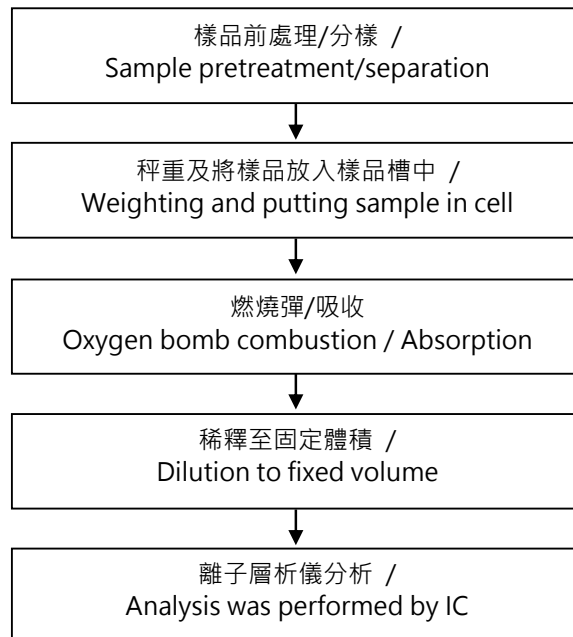 樣品前處理/分樣 /
Sample pretreatment/separation
秤重及將樣品放入樣品槽中 /
Weighting and putting sample in cell
燃燒彈/吸收
Oxygen bomb combustion / Absorption
稀釋至固定體積 /
Dilution to fixed volume
離子層析儀分析 /
Analysis was performed by IC